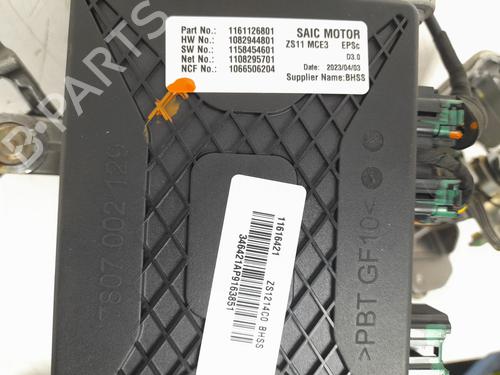 Part No.: 1161126801 SAIC MOTOR
HW No.: 1082944801 ZS11 MCE3 EPSc
SW No.: 1158454601 D3.0
Net No.: 1108295701 Date: 2023/04/03
NCF No.: 1066506204 Supplier Name:BHSS
7807 002 129
11616421
ZS1214C0 BHSS
346421AP9163851
>PBT GF10<
B-PARTS